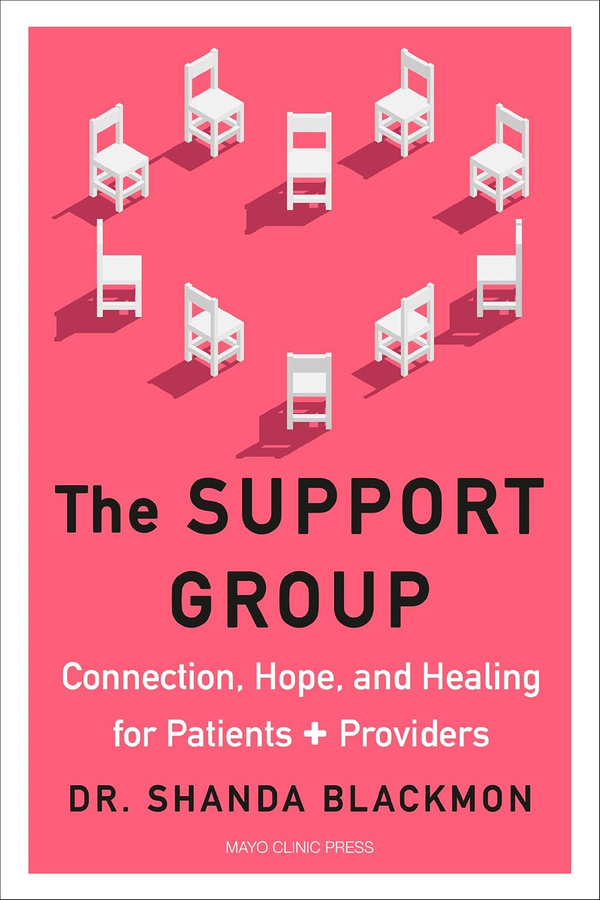 The SUPPORT
GROUP
Connection, Hope, and Healing
for Patients + Providers
DR. SHANDA BLACKMON
MAYO CLINIC PRESS